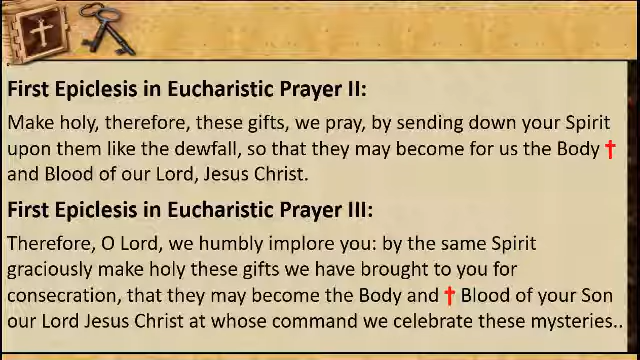 First Epiclesis in Eucharistic Prayer II:
Make holy, therefore, these gifts, we pray, by sending down your Spirit
upon them like the dewfall, so that they may become for us the Body †
and Blood of our Lord, Jesus Christ.
First Epiclesis in Eucharistic Prayer III:
Therefore, O Lord, we humbly implore you: by the same Spirit
graciously make holy these gifts we have brought to you for
consecration, that they may become the Body and † Blood of your Son
our Lord Jesus Christ at whose command we celebrate these mysteries..